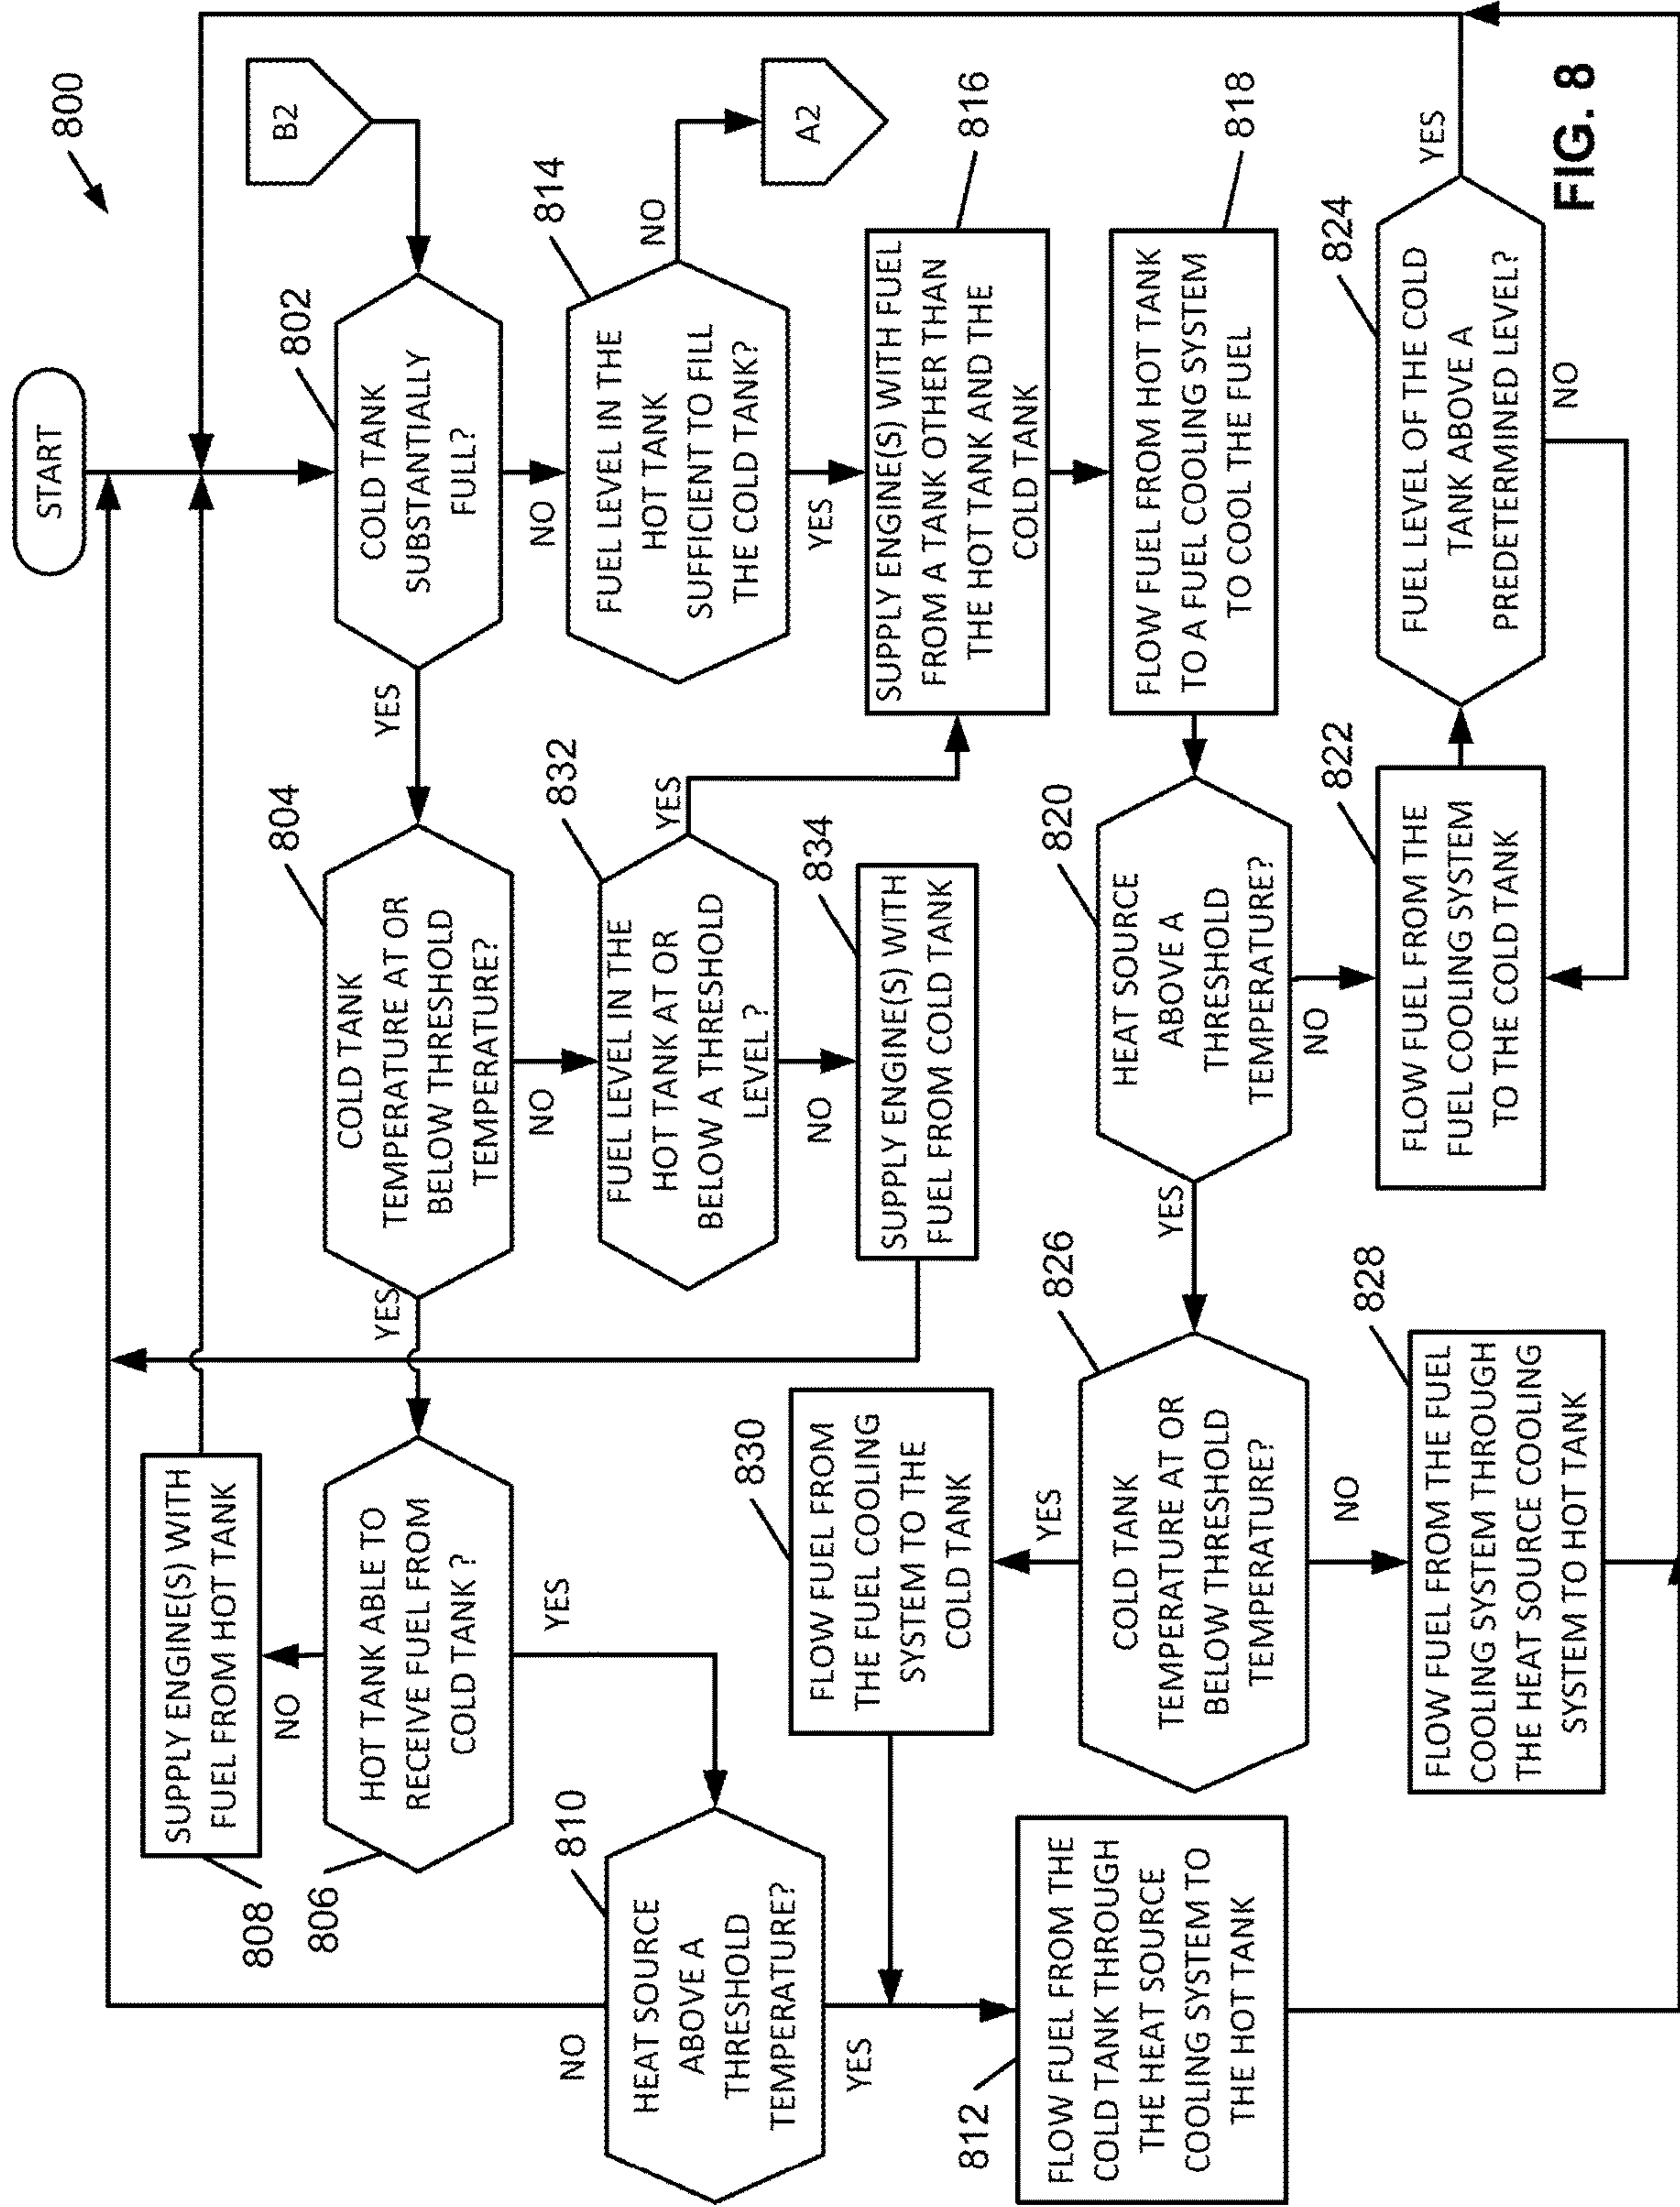 800
START
B2
802
COLD TANK
SUBSTANTIALLY
FULL?
YES
NO
804
COLD TANK
TEMPERATURE AT OR
BELOW THRESHOLD
TEMPERATURE?
YES
NO
806
HOT TANK ABLE TO
RECEIVE FUEL FROM
COLD TANK ?
NO
YES
808
SUPPLY ENGINE(S) WITH
FUEL FROM HOT TANK
810
HEAT SOURCE
ABOVE A
THRESHOLD
TEMPERATURE?
NO
YES
812
FLOW FUEL FROM THE
COLD TANK THROUGH
THE HEAT SOURCE
COOLING SYSTEM TO
THE HOT TANK
814
FUEL LEVEL IN THE
HOT TANK
SUFFICIENT TO FILL
THE COLD TANK?
NO
YES
A2
832
FUEL LEVEL IN THE
HOT TANK AT OR
BELOW A THRESHOLD
LEVEL ?
YES
NO
834
SUPPLY ENGINE(S) WITH
FUEL FROM COLD TANK
816
SUPPLY ENGINE(S) WITH FUEL
FROM A TANK OTHER THAN
THE HOT TANK AND THE
COLD TANK
818
FLOW FUEL FROM HOT TANK
TO A FUEL COOLING SYSTEM
TO COOL THE FUEL
820
HEAT SOURCE
ABOVE A
THRESHOLD
TEMPERATURE?
YES
NO
822
FLOW FUEL FROM THE
FUEL COOLING SYSTEM
TO THE COLD TANK
824
FUEL LEVEL OF THE COLD
TANK ABOVE A
PREDETERMINED LEVEL?
YES
NO
826
COLD TANK
TEMPERATURE AT OR
BELOW THRESHOLD
TEMPERATURE?
YES
NO
828
FLOW FUEL FROM THE FUEL
COOLING SYSTEM THROUGH
THE HEAT SOURCE COOLING
SYSTEM TO HOT TANK
830
FLOW FUEL FROM
THE FUEL COOLING
SYSTEM TO THE
COLD TANK
FIG. 8